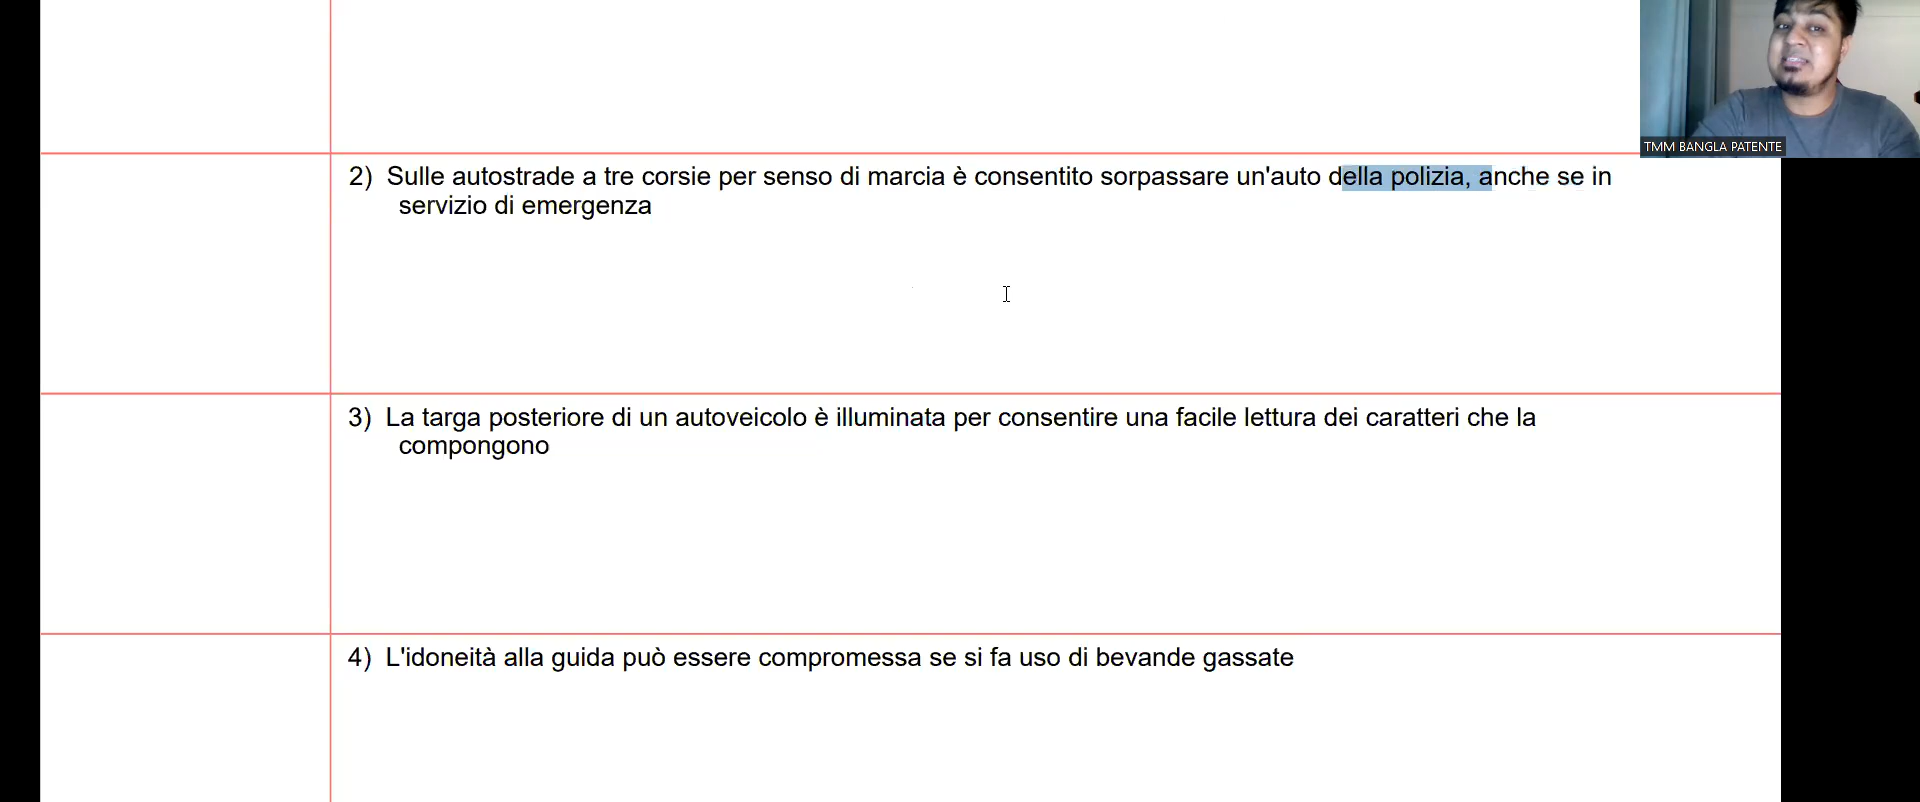 TMM BANGLA PATENTE
2) Sulle autostrade a tre corsie per senso di marcia è consentito sorpassare un'auto della polizia, anche se in
servizio di emergenza
3) La targa posteriore di un autoveicolo è illuminata per consentire una facile lettura dei caratteri che la
compongono
4) L'idoneità alla guida può essere compromessa se si fa uso di bevande gassate